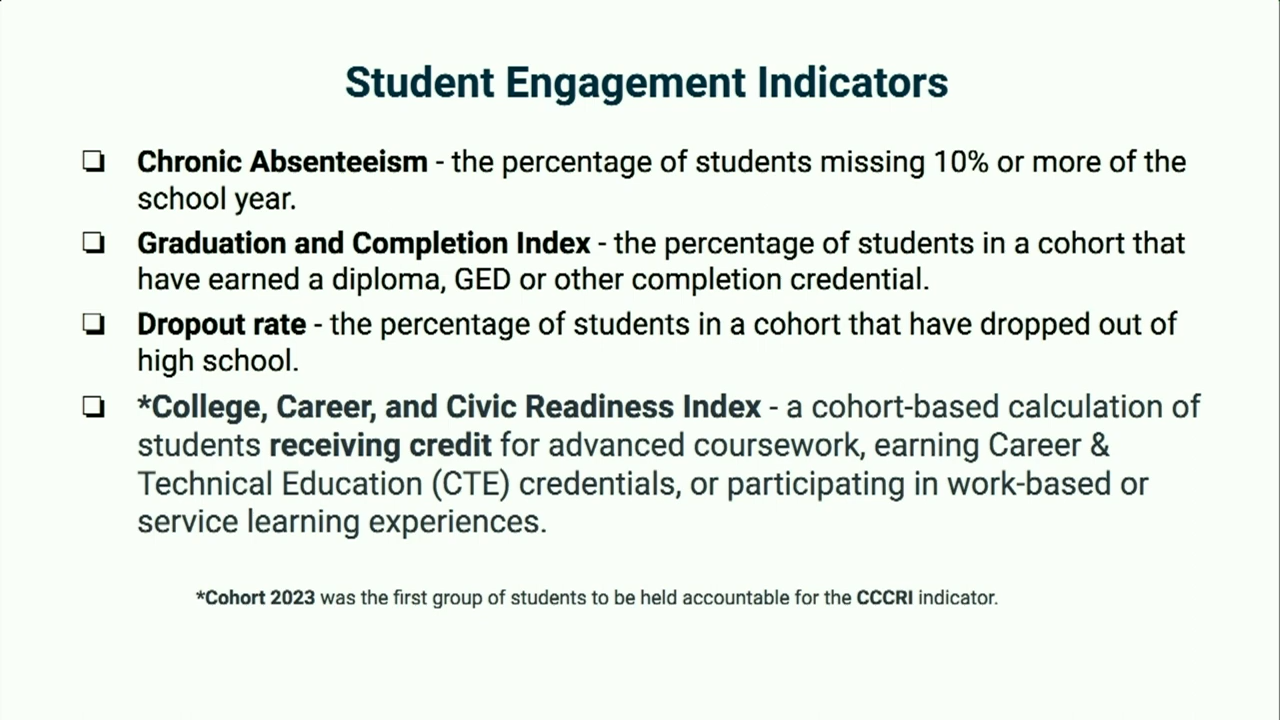 Student Engagement Indicators
❏ Chronic Absenteeism - the percentage of students missing 10% or more of the
school year.
❏ Graduation and Completion Index - the percentage of students in a cohort that
have earned a diploma, GED or other completion credential.
❏ Dropout rate - the percentage of students in a cohort that have dropped out of
high school.
❏ *College, Career, and Civic Readiness Index - a cohort-based calculation of
students receiving credit for advanced coursework, earning Career &
Technical Education (CTE) credentials, or participating in work-based or
service learning experiences.
*Cohort 2023 was the first group of students to be held accountable for the CCCRI indicator.